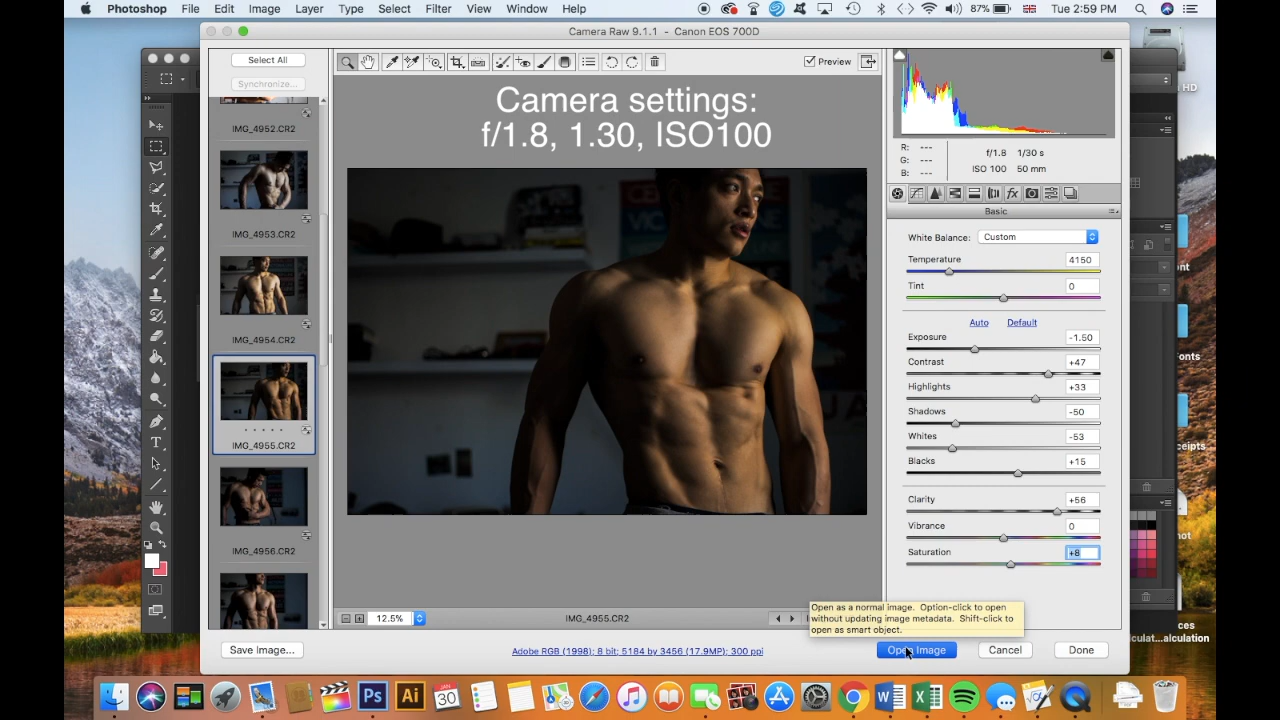 Photoshop File Edit Image Layer Type Select Filter View Window Help
87% Tue 2:59 PM
Camera Raw 9.1.1 - Canon EOS 700D
Select All
Synchronize...
Preview
HD
Camera settings:
f/1.8, 1.30, ISO100
IMG_4952.CR2
IMG_4953.CR2
IMG_4954.CR2
IMG_4955.CR2
IMG_4956.CR2
R: ---
G: ---
B: ---
f/1.8 1/30 s
ISO 100 50 mm
Basic
White Balance: Custom
Temperature 4150
Tint 0
Auto Default
Exposure -1.50
Contrast +47
Highlights +33
Shadows -50
Whites -53
Blacks +15
Clarity +56
Vibrance 0
Saturation +8
12.5%
IMG_4955.CR2
Open as a normal image. Option-click to open
without updating image metadata. Shift-click to
open as smart object.
Save Image...
Adobe RGB (1998); 8 bit; 5184 by 3456 (17.9MP); 300 ppi
Open Image
Cancel
Done
Ps
Ai
30